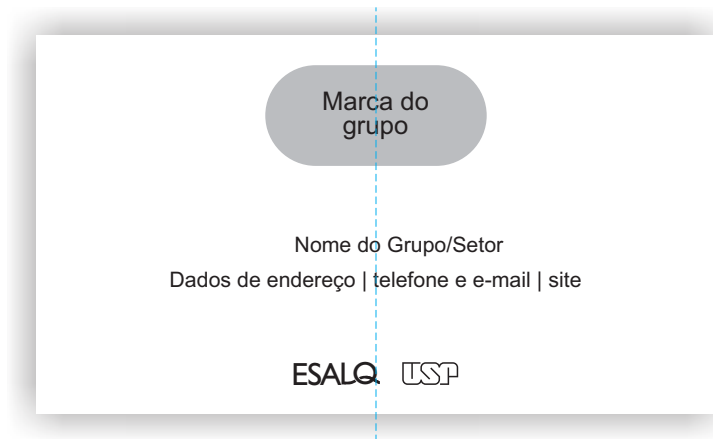 Marca do
grupo
Nome do Grupo/Setor
Dados de endereço | telefone e e-mail | site
ESALQ USP